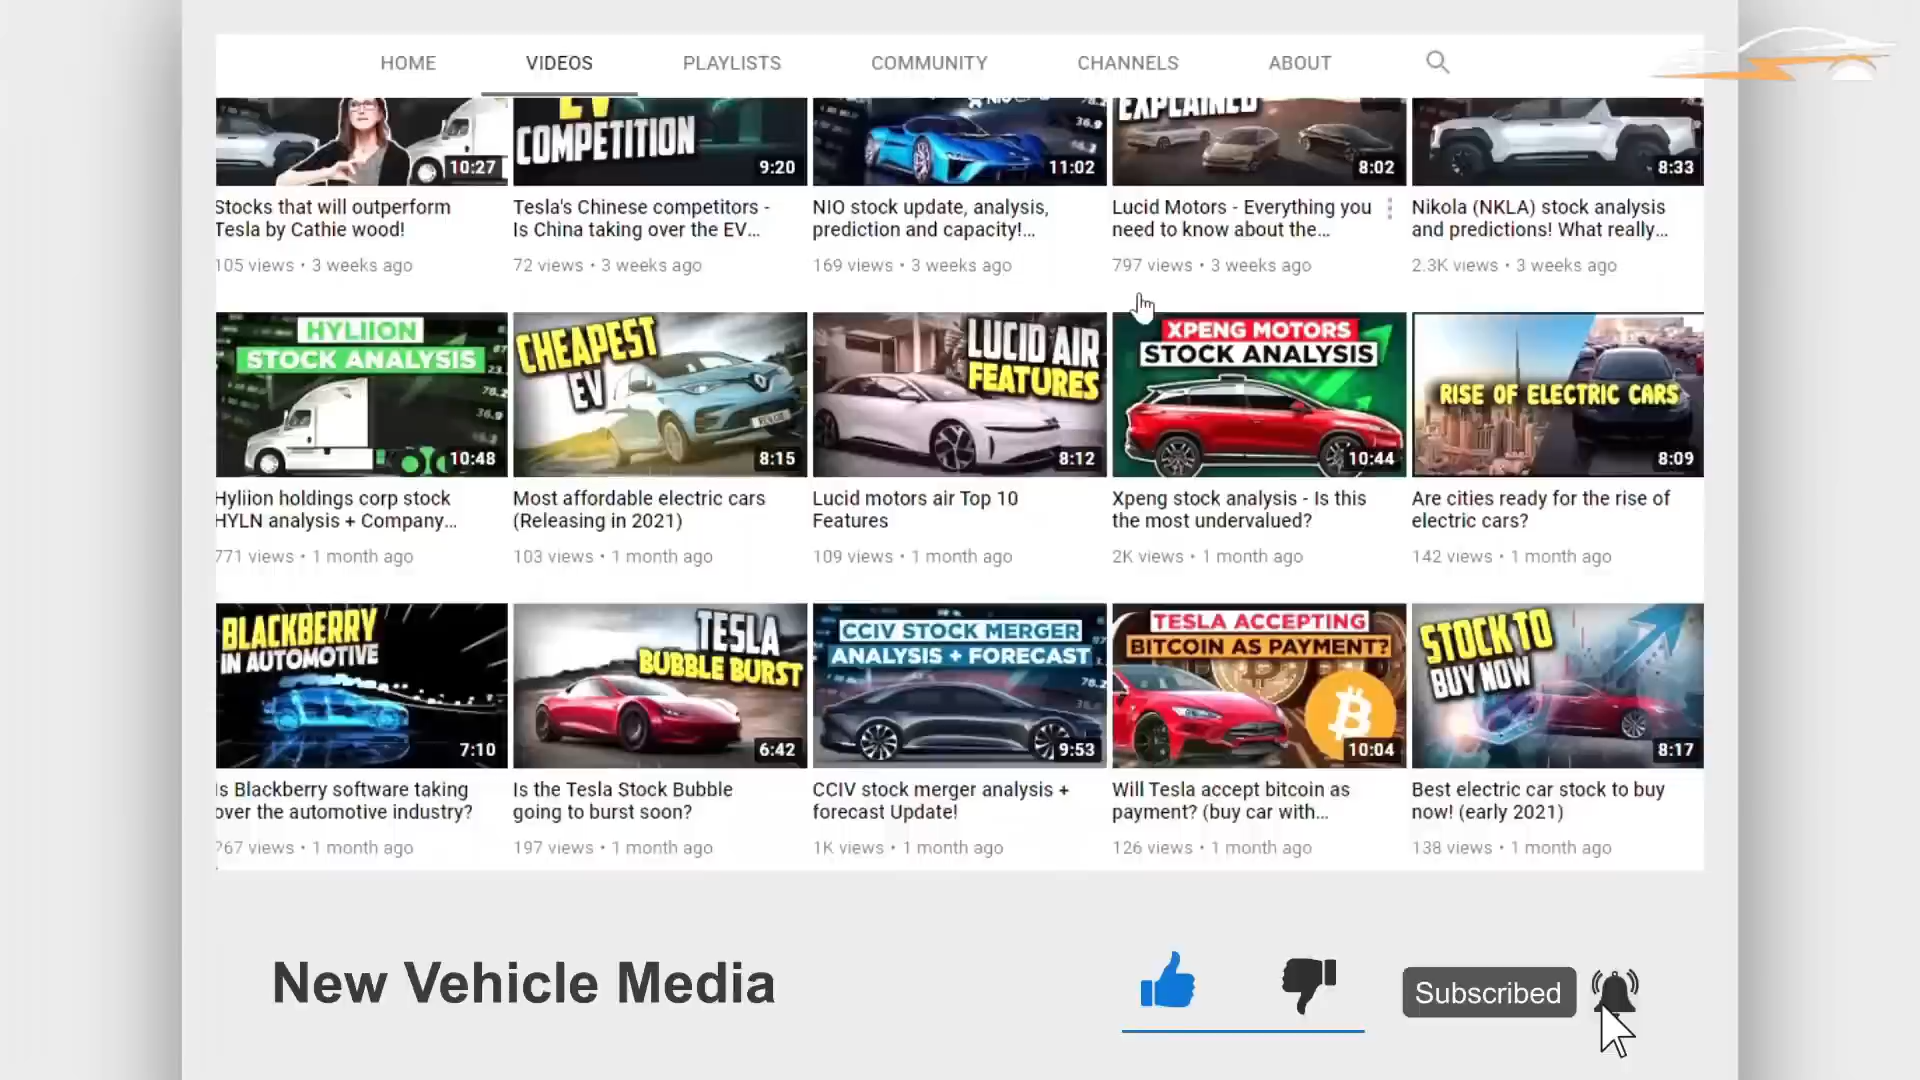 HOME VIDEOS PLAYLISTS COMMUNITY CHANNELS ABOUT
10:27
EV
COMPETITION
9:20
11:02
EXPLAINED
8:02
8:33
Stocks that will outperform
Tesla by Cathie wood!
105 views • 3 weeks ago
Tesla's Chinese competitors -
Is China taking over the EV...
72 views • 3 weeks ago
NIO stock update, analysis,
prediction and capacity!...
169 views • 3 weeks ago
Lucid Motors - Everything you
need to know about the...
797 views • 3 weeks ago
Nikola (NKLA) stock analysis
and predictions! What really...
2.3K views • 3 weeks ago
HYLIION
STOCK ANALYSIS
10:48
CHEAPEST
EV
8:15
LUCID AIR
FEATURES
8:12
XPENG MOTORS
STOCK ANALYSIS
10:44
RISE OF ELECTRIC CARS
8:09
Hyliion holdings corp stock
HYLN analysis + Company...
771 views • 1 month ago
Most affordable electric cars
(Releasing in 2021)
103 views • 1 month ago
Lucid motors air Top 10
Features
109 views • 1 month ago
Xpeng stock analysis - Is this
the most undervalued?
2K views • 1 month ago
Are cities ready for the rise of
electric cars?
142 views • 1 month ago
BLACKBERRY
IN AUTOMOTIVE
7:10
TESLA
BUBBLE BURST
6:42
CCIV STOCK MERGER
ANALYSIS + FORECAST
9:53
TESLA ACCEPTING
BITCOIN AS PAYMENT?
10:04
STOCK TO
BUY NOW
8:17
Is Blackberry software taking
over the automotive industry?
267 views • 1 month ago
Is the Tesla Stock Bubble
going to burst soon?
197 views • 1 month ago
CCIV stock merger analysis +
forecast Update!
1K views • 1 month ago
Will Tesla accept bitcoin as
payment? (buy car with...
126 views • 1 month ago
Best electric car stock to buy
now! (early 2021)
138 views • 1 month ago
New Vehicle Media
Subscribed